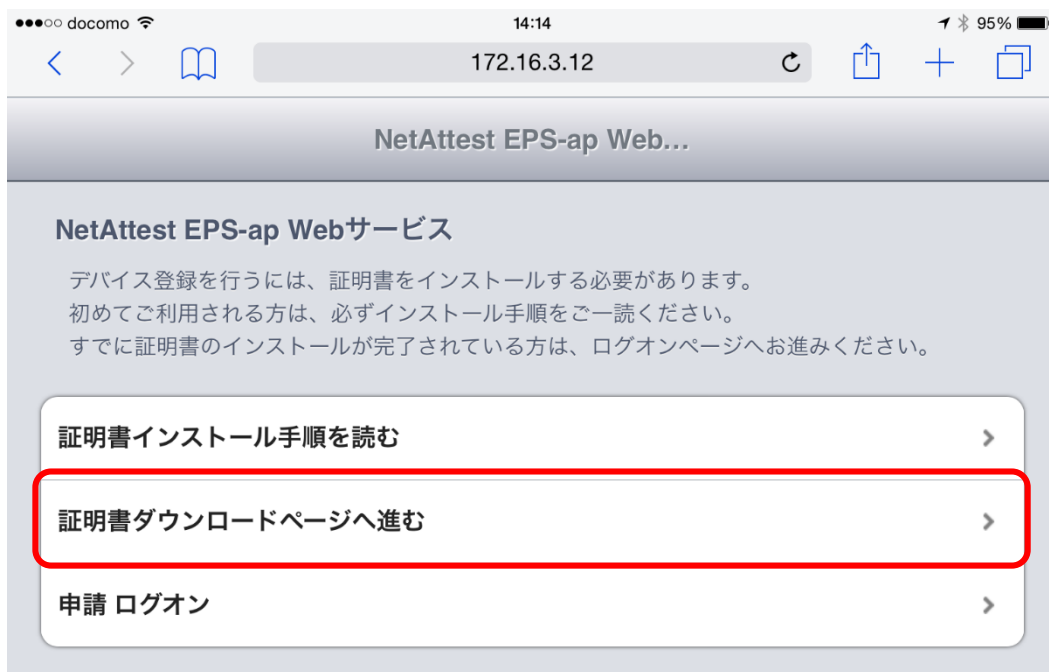 docomo 14:14 95%
172.16.3.12
NetAttest EPS-ap Web...
NetAttest EPS-ap Webサービス
デバイス登録を行うには、証明書をインストールする必要があります。
初めてご利用される方は、必ずインストール手順をご一読ください。
すでに証明書のインストールが完了されている方は、ログオンページへお進みください。
証明書インストール手順を読む
証明書ダウンロードページへ進む
申請 ログオン